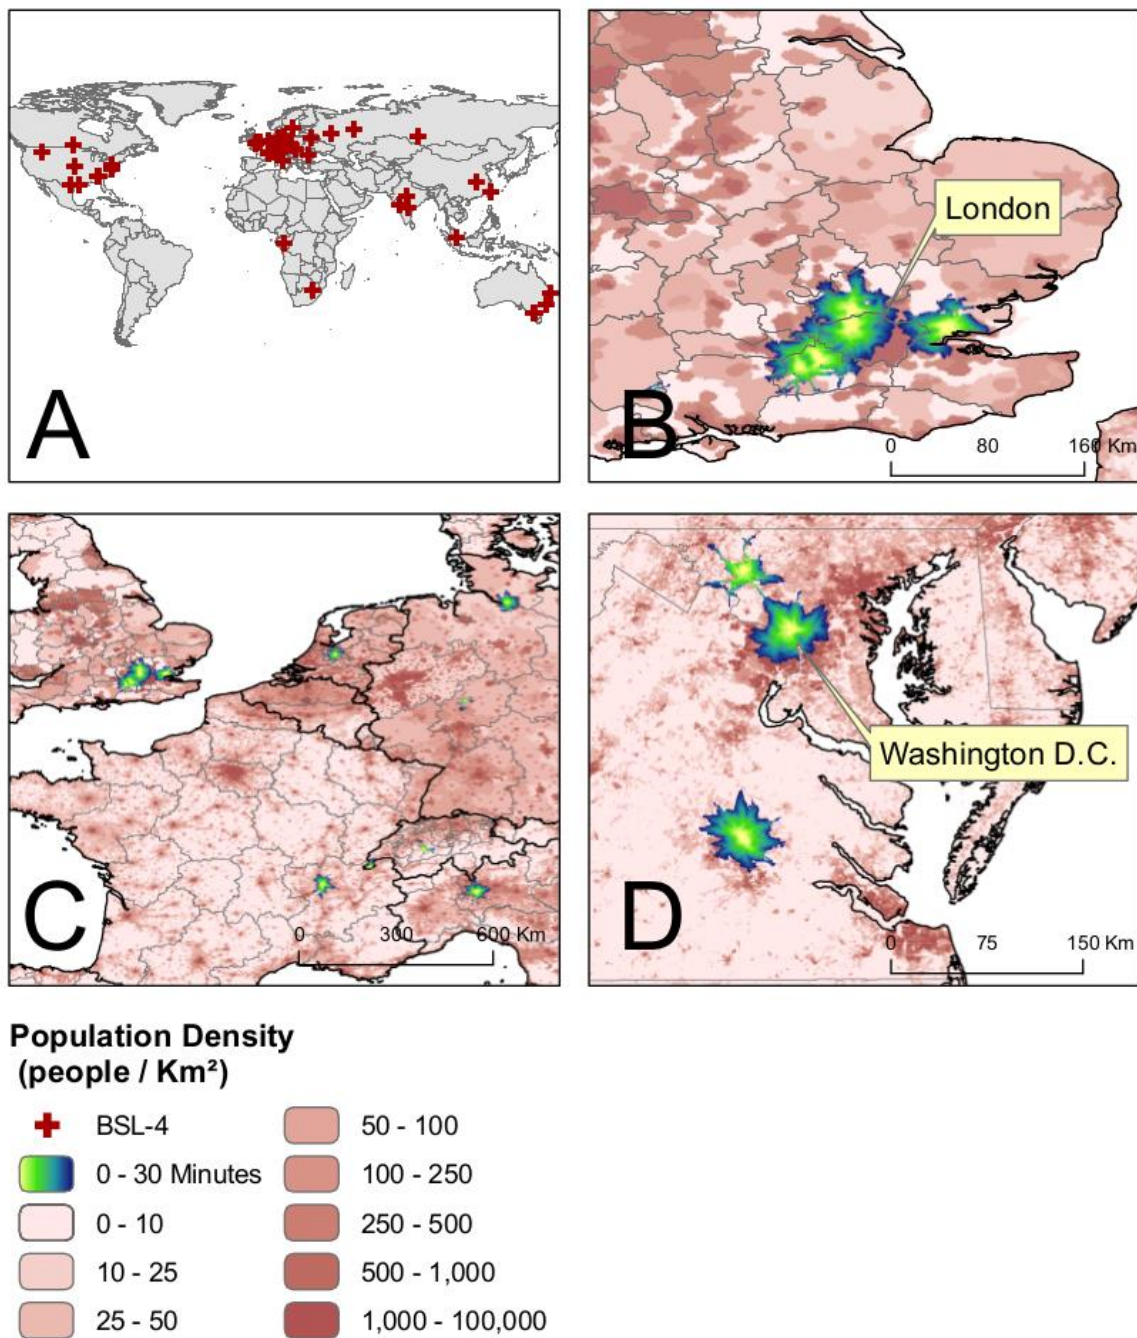 A
B
London
0 80 160 Km
C
0 300 600 Km
D
Washington D.C.
0 75 150 Km
Population Density
(people / Km²)
BSL-4
0 - 30 Minutes
0 - 10
10 - 25
25 - 50
50 - 100
100 - 250
250 - 500
500 - 1,000
1,000 - 100,000